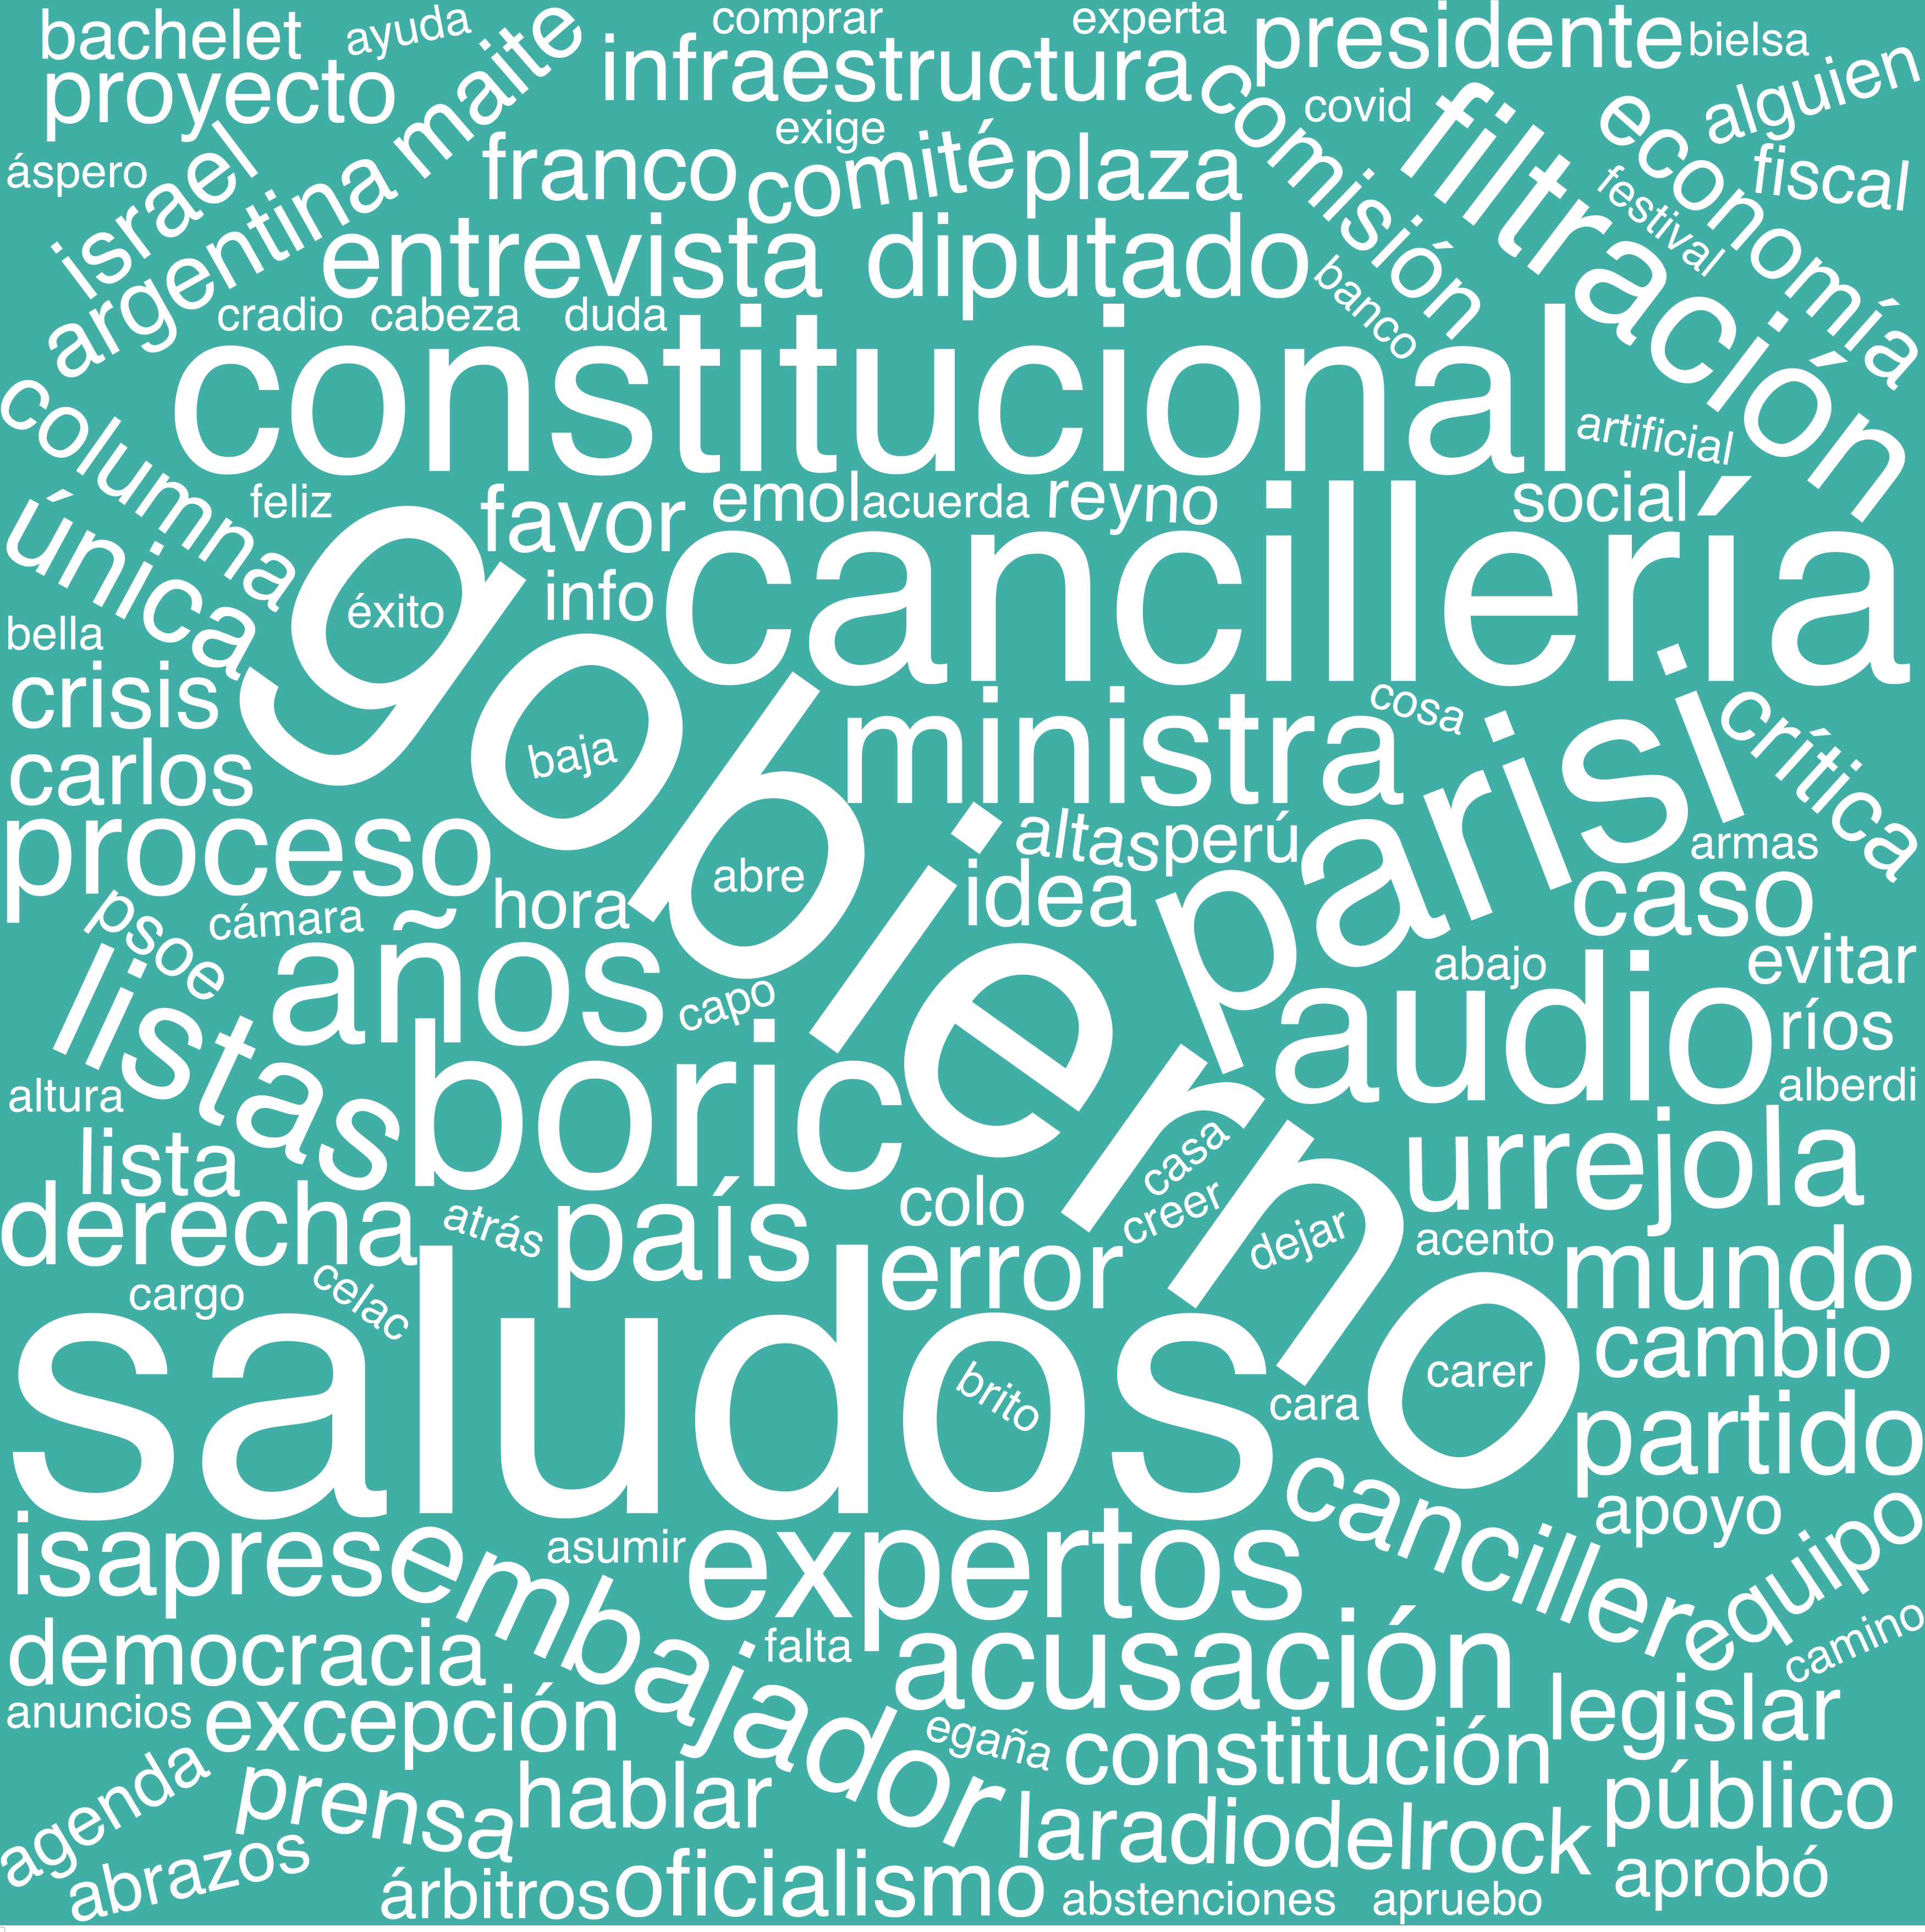 bachelet
ayuda
maite
comprar
experta
presidente
bielsa
proyecto
infraestructura
alguien
áspero
israel
argentina
franco
exige
comité
plaza
comisión
covid
filtración
economía
festival
fiscal
entrevista
diputado
banco
cradio
cabeza
duda
constitucional
artificial
columna
única
feliz
favor
emol
acuerda
reyno
social
gobierno
éxito
info
cancillería
bella
crisis
carlos
baja
ministra
cosa
parisi
crítica
proceso
abre
altas
perú
idea
armas
caso
psoe
cámara
hora
años
capo
abajo
evitar
listas
boric
audio
ríos
altura
alberdi
lista
casa
urrejola
derecha
atrás
país
colo
creer
dejar
acento
error
mundo
cargo
celac
saludos
brito
cara
carer
cambio
partido
isapres
embajador
asumir
expertos
canciller
apoyo
equipo
democracia
falta
acusación
camino
anuncios
excepción
egaña
constitución
legislar
agenda
prensa
hablar
laradiodelrock
público
abrazos
árbitros
oficialismo
abstenciones
apruebo
aprobó